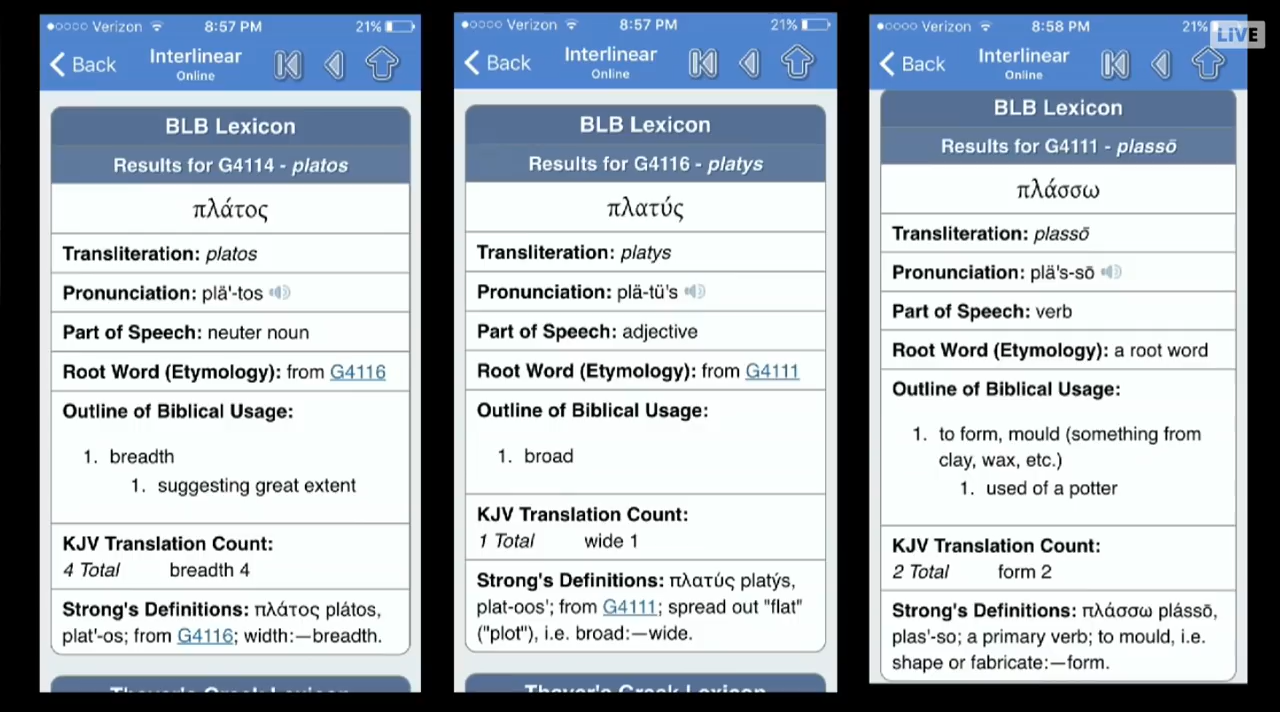 Verizon 8:57 PM 21%
Back Interlinear
Online
BLB Lexicon
Results for G4114 - platos
πλάτος
Transliteration: platos
Pronunciation: plä'-tos
Part of Speech: neuter noun
Root Word (Etymology): from G4116
Outline of Biblical Usage:
1. breadth
1. suggesting great extent
KJV Translation Count:
4 Total breadth 4
Strong's Definitions: πλάτος plátos,
plat'-os; from G4116; width:—breadth.
Thayer's Greek Lexicon
Verizon 8:57 PM 21%
Back Interlinear
Online
BLB Lexicon
Results for G4116 - platys
πλατύς
Transliteration: platys
Pronunciation: plä-tü's
Part of Speech: adjective
Root Word (Etymology): from G4111
Outline of Biblical Usage:
1. broad
KJV Translation Count:
1 Total wide 1
Strong's Definitions: πλατύς platýs,
plat-oos'; from G4111; spread out "flat"
("plot"), i.e. broad:—wide.
Thayer's Greek Lexicon
Verizon 8:58 PM 21%
LIVE
Back Interlinear
Online
BLB Lexicon
Results for G4111 - plassō
πλάσσω
Transliteration: plassō
Pronunciation: plä's-sō
Part of Speech: verb
Root Word (Etymology): a root word
Outline of Biblical Usage:
1. to form, mould (something from
clay, wax, etc.)
1. used of a potter
KJV Translation Count:
2 Total form 2
Strong's Definitions: πλάσσω plássō,
plas'-so; a primary verb; to mould, i.e.
shape or fabricate:—form.